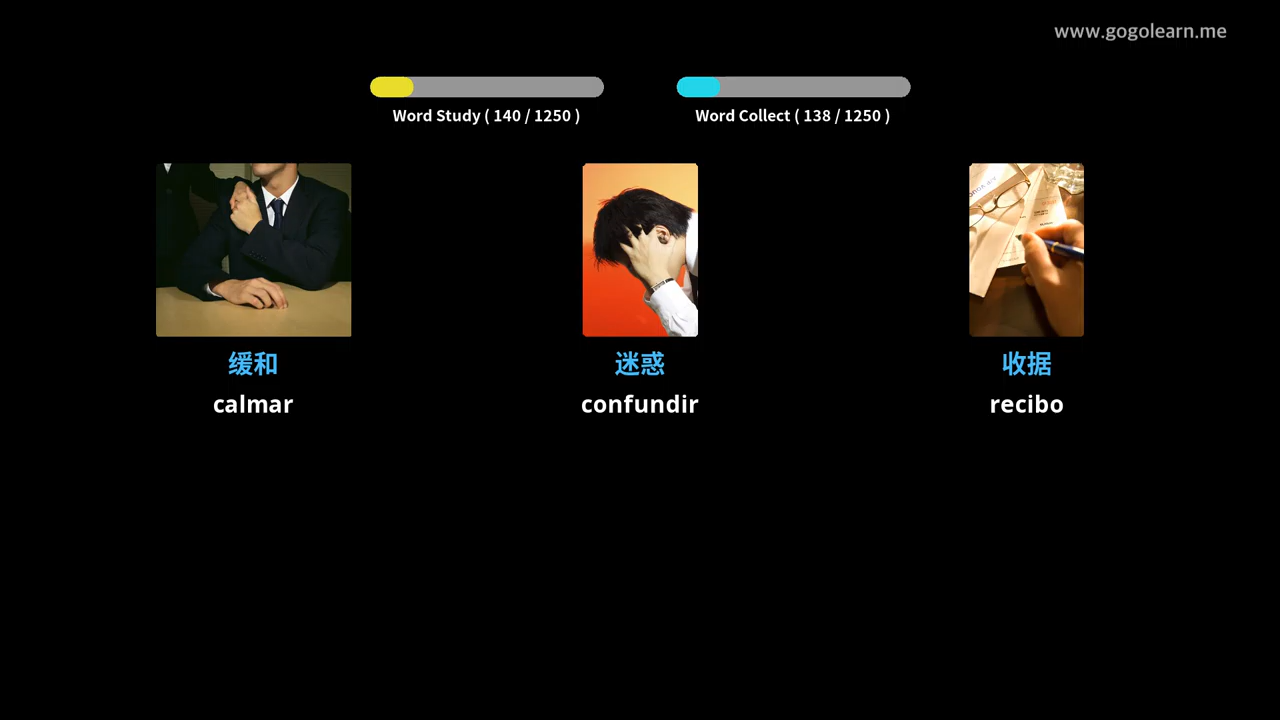 www.gogolearn.me
Word Study ( 140 / 1250 )
Word Collect ( 138 / 1250 )
缓和
迷惑
收据
calmar
confundir
recibo